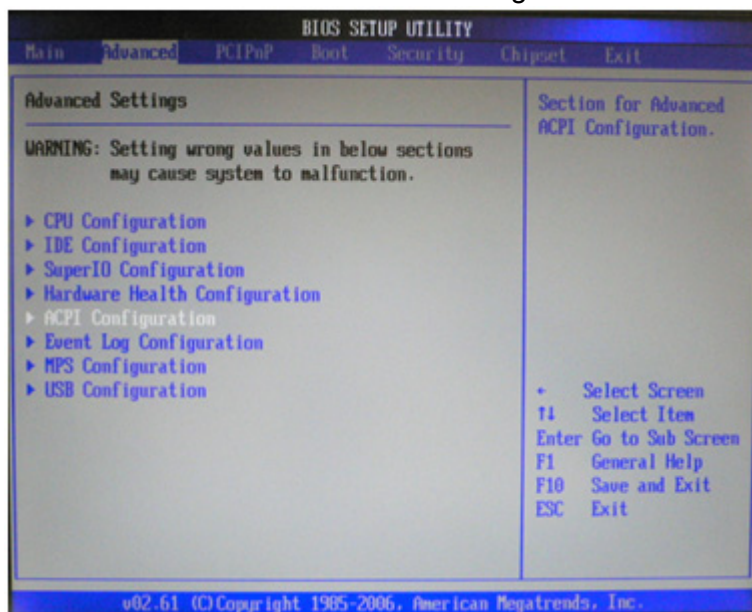 BIOS SETUP UTILITY
Main Advanced PCIPnP Boot Security Chipset Exit
Advanced Settings
WARNING: Setting wrong values in below sections
may cause system to malfunction.
▶ CPU Configuration
▶ IDE Configuration
▶ SuperIO Configuration
▶ Hardware Health Configuration
▶ ACPI Configuration
▶ Event Log Configuration
▶ MPS Configuration
▶ USB Configuration
Section for Advanced
ACPI Configuration.
← Select Screen
↑↓ Select Item
Enter Go to Sub Screen
F1 General Help
F10 Save and Exit
ESC Exit
v02.61 (C)Copyright 1985-2006, American Megatrends, Inc.